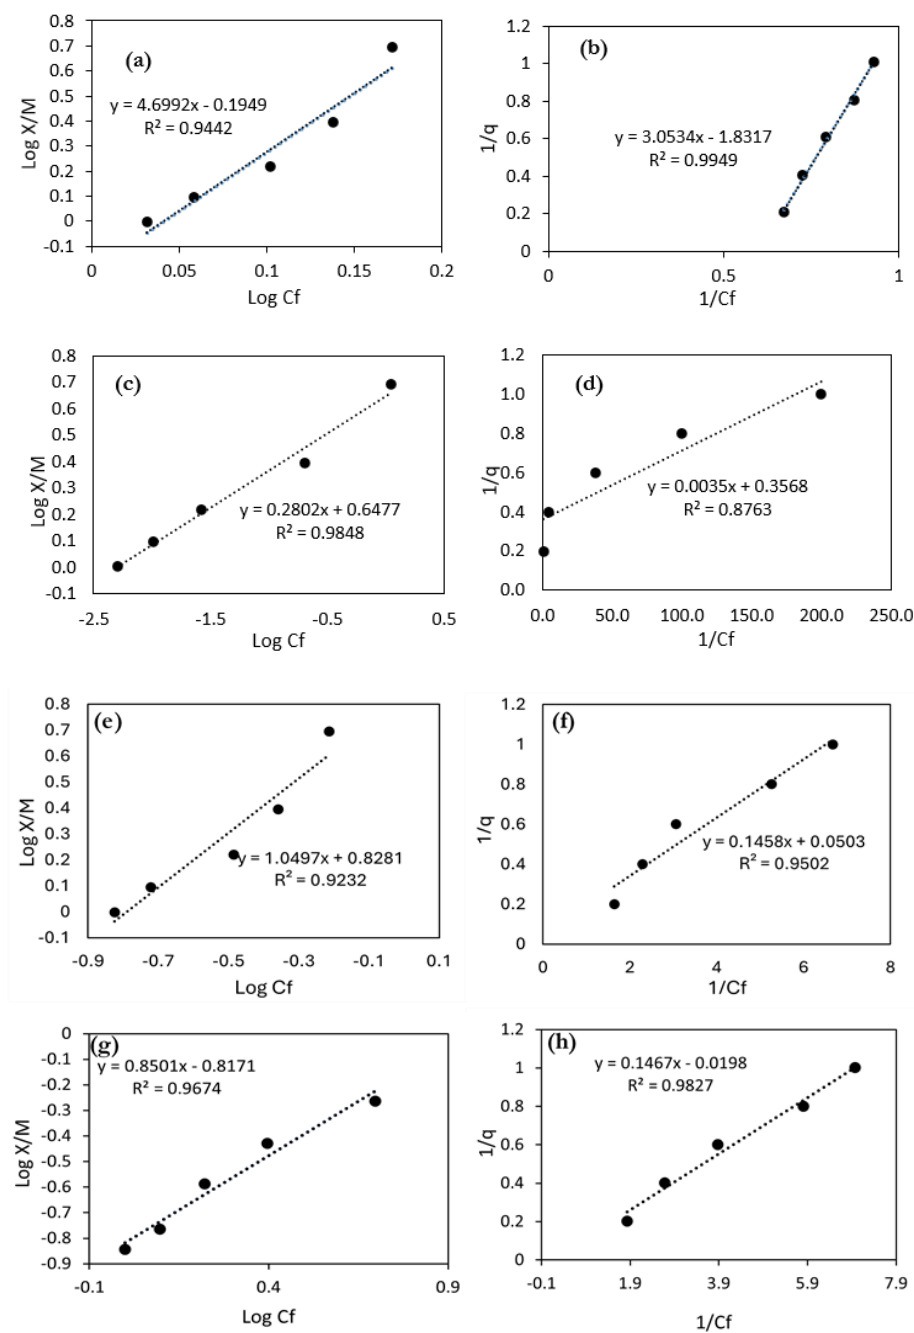 (a)
y = 4.6992x - 0.1949
R² = 0.9442
Log X/M
0.8
0.7
0.6
0.5
0.4
0.3
0.2
0.1
0
-0.1
0
0.05
0.1
0.15
0.2
Log Cf
(b)
y = 3.0534x - 1.8317
R² = 0.9949
1/q
1.2
1
0.8
0.6
0.4
0.2
0
0
0.5
1
1/Cf
(c)
y = 0.2802x + 0.6477
R² = 0.9848
Log X/M
0.8
0.7
0.6
0.5
0.4
0.3
0.2
0.1
0.0
-0.1
-2.5
-1.5
-0.5
0.5
Log Cf
(d)
y = 0.0035x + 0.3568
R² = 0.8763
1/q
1.2
1.0
0.8
0.6
0.4
0.2
0.0
0.0
50.0
100.0
150.0
200.0
250.0
1/Cf
(e)
y = 1.0497x + 0.8281
R² = 0.9232
Log X/M
0.8
0.7
0.6
0.5
0.4
0.3
0.2
0.1
0
-0.1
-0.9
-0.7
-0.5
-0.3
-0.1
0.1
Log Cf
(f)
y = 0.1458x + 0.0503
R² = 0.9502
1/q
1.2
1
0.8
0.6
0.4
0.2
0
0
2
4
6
8
1/Cf
(g)
y = 0.8501x - 0.8171
R² = 0.9674
Log X/M
0
-0.1
-0.2
-0.3
-0.4
-0.5
-0.6
-0.7
-0.8
-0.9
-0.1
0.4
0.9
Log Cf
(h)
y = 0.1467x - 0.0198
R² = 0.9827
1/q
1.2
1
0.8
0.6
0.4
0.2
0
-0.1
1.9
3.9
5.9
7.9
1/Cf